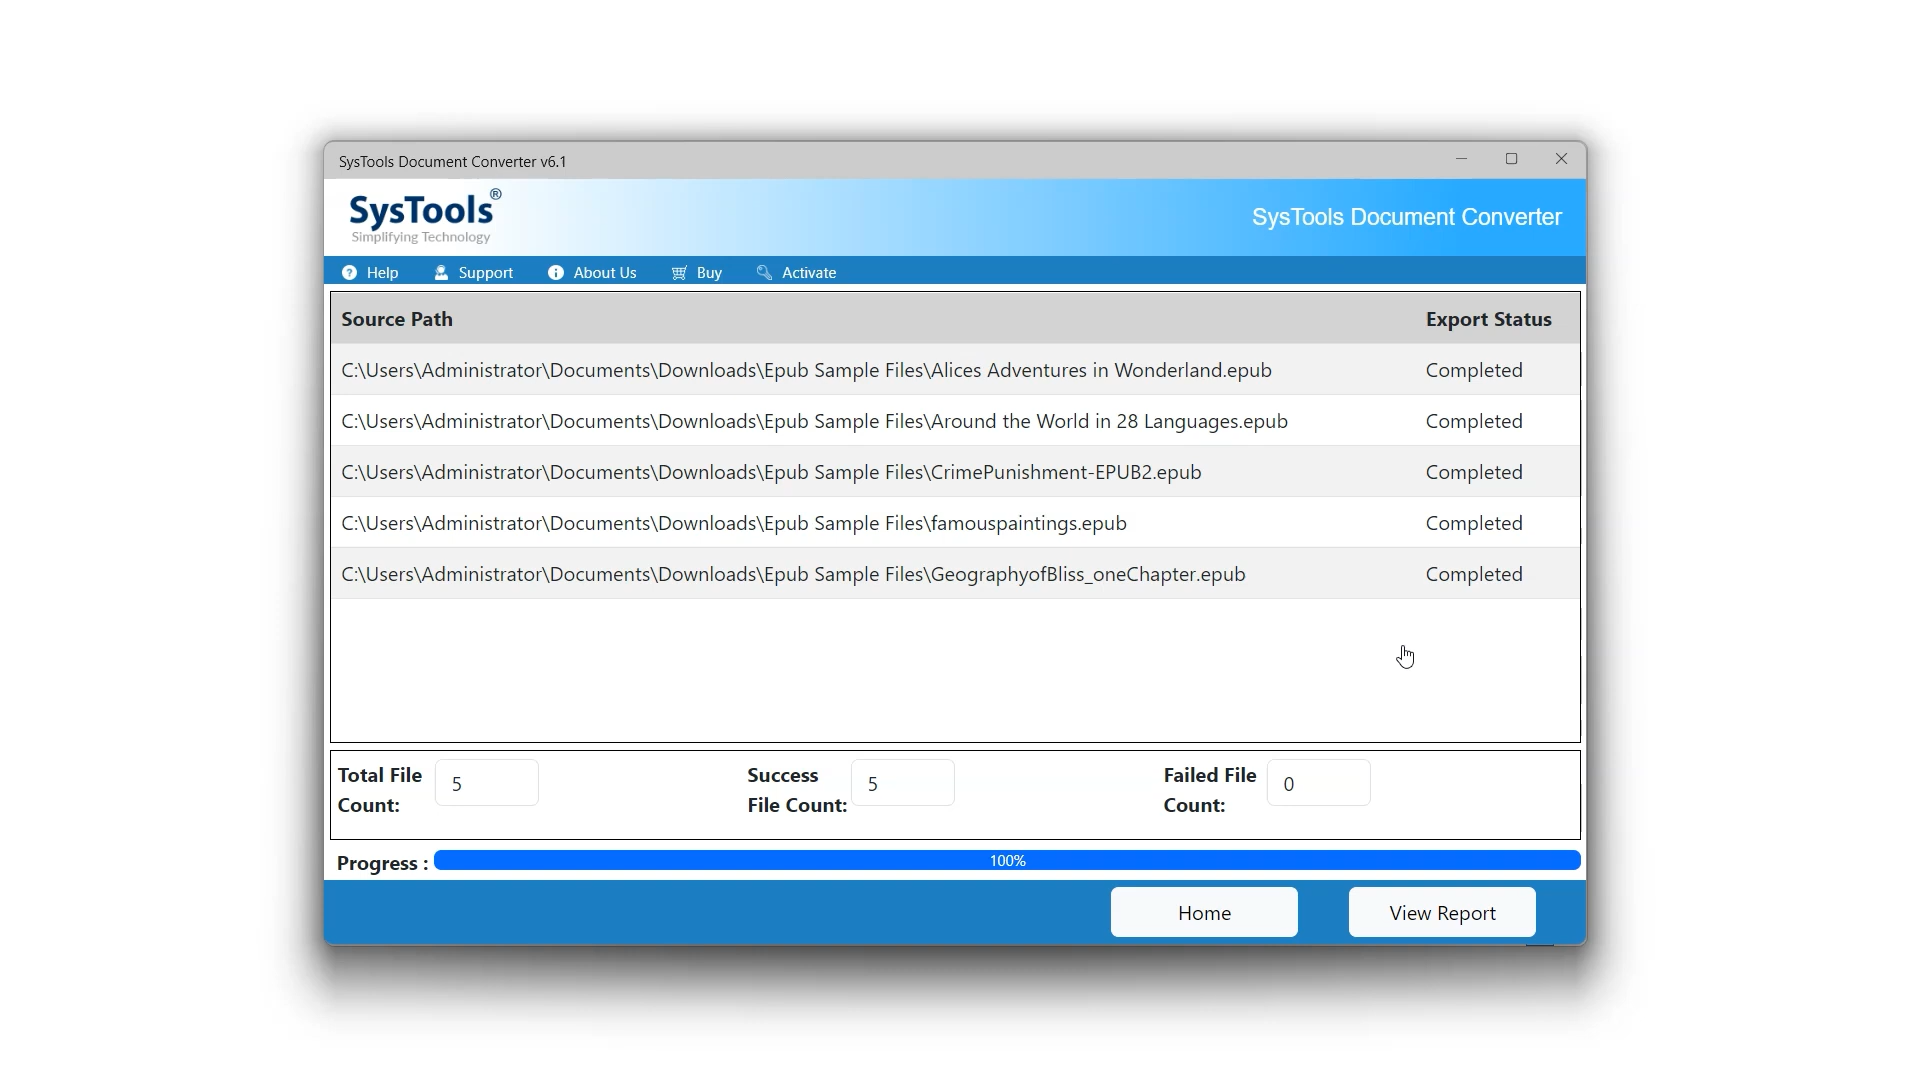 SysTools Document Converter v6.1
SysTools®
Simplifying Technology
SysTools Document Converter
Help Support About Us Buy Activate
Source Path Export Status
C:\Users\Administrator\Documents\Downloads\Epub Sample Files\Alices Adventures in Wonderland.epub Completed
C:\Users\Administrator\Documents\Downloads\Epub Sample Files\Around the World in 28 Languages.epub Completed
C:\Users\Administrator\Documents\Downloads\Epub Sample Files\CrimePunishment-EPUB2.epub Completed
C:\Users\Administrator\Documents\Downloads\Epub Sample Files\famouspaintings.epub Completed
C:\Users\Administrator\Documents\Downloads\Epub Sample Files\GeographyofBliss_oneChapter.epub Completed
Total File Count: 5
Success File Count: 5
Failed File Count: 0
Progress : 100%
Home View Report